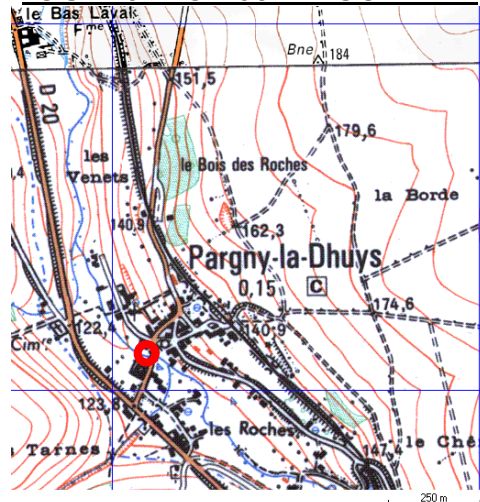 le Bas Laval
Fme
Bne 184
151,5
D 20
179,6
les
Venets
le Bois des Roches
la Borde
140,9
162,3
Pargny-la-Dhuys
0,15 C
174,6
122,4
140,9
Cimre
123,8
les Roches
Tarnes
147,4
le Ché
250 m